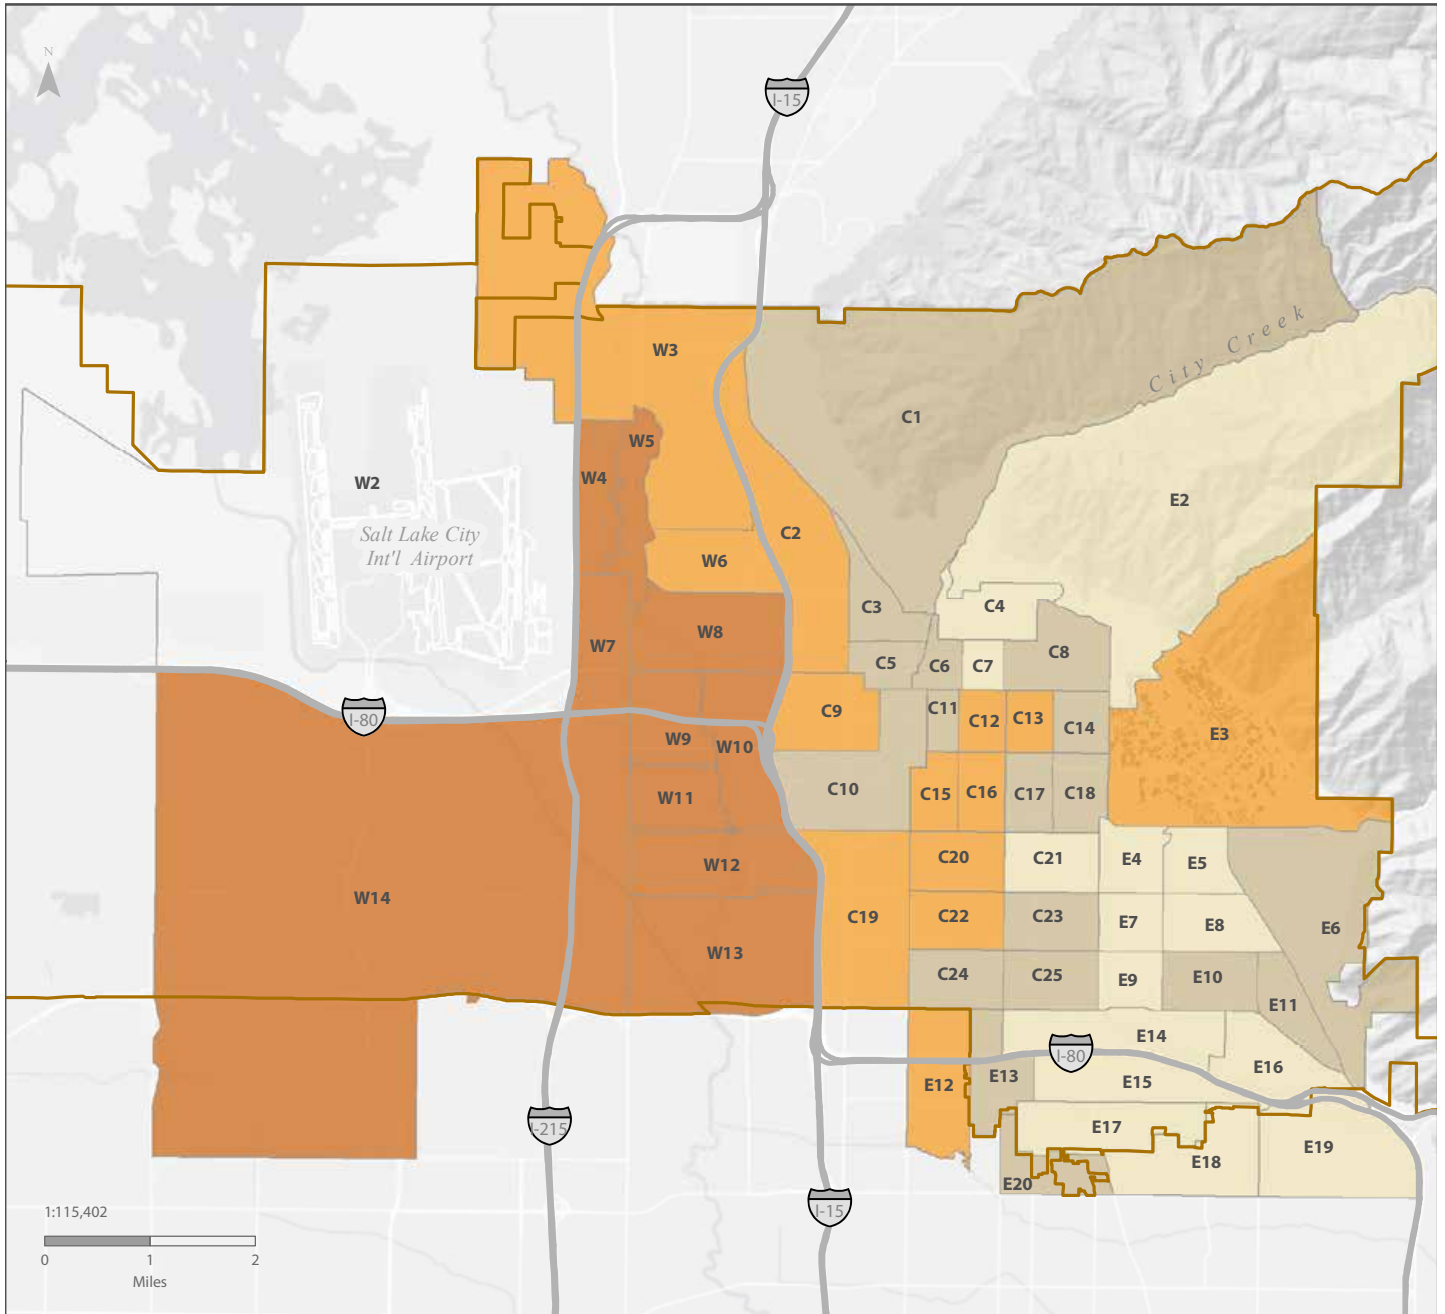 N
I-15
W3
City Creek
C1
W5
W4
W2
E2
Salt Lake City
Int'l Airport
C2
W6
C3
C4
W8
W7
C5
C6
C7
C8
I-80
C9
C11
C12
C13
C14
E3
W9
W10
C10
C15
C16
C17
C18
W11
W12
C20
C21
E4
E5
W14
C19
C22
C23
E7
E8
E6
W13
C24
C25
E9
E10
E11
E14
I-80
E12
E13
E15
E16
I-215
E17
E18
E19
E20
I-15
1:115,402
0 1 2
Miles